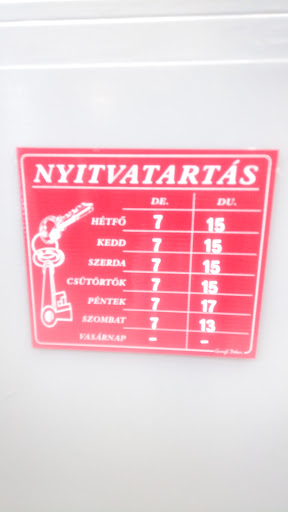 NYITVATARTÁS
DE. DU.
HÉTFŐ 7 15
KEDD 7 15
SZERDA 7 15
CSÜTÖRTÖK 7 15
PÉNTEK 7 17
SZOMBAT 7 13
VASÁRNAP - -